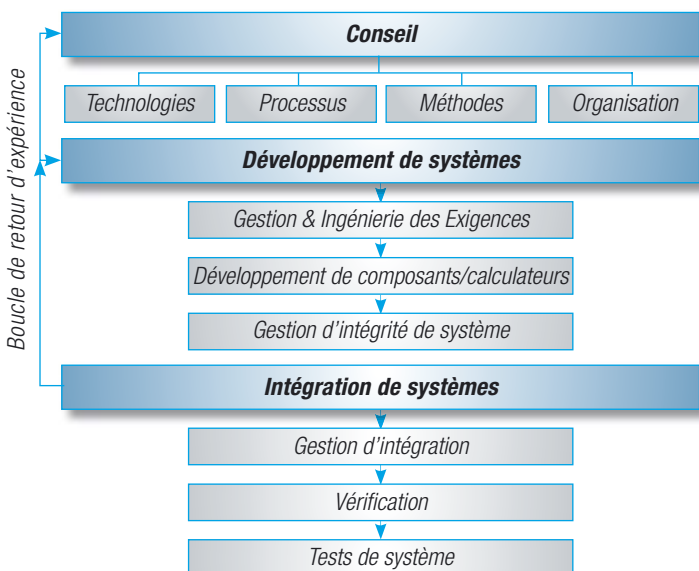 Conseil
Technologies
Processus
Méthodes
Organisation
Boucle de retour d'expérience
Développement de systèmes
Gestion & Ingénierie des Exigences
Développement de composants/calculateurs
Gestion d'intégrité de système
Intégration de systèmes
Gestion d'intégration
Vérification
Tests de système